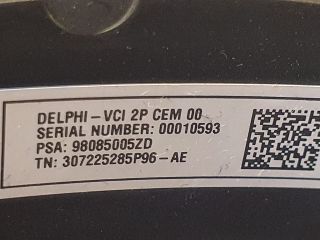 DELPHI-VCI 2P CEM 00
SERIAL NUMBER: 00010593
PSA: 98085005ZD
TN: 307225285P96-AE